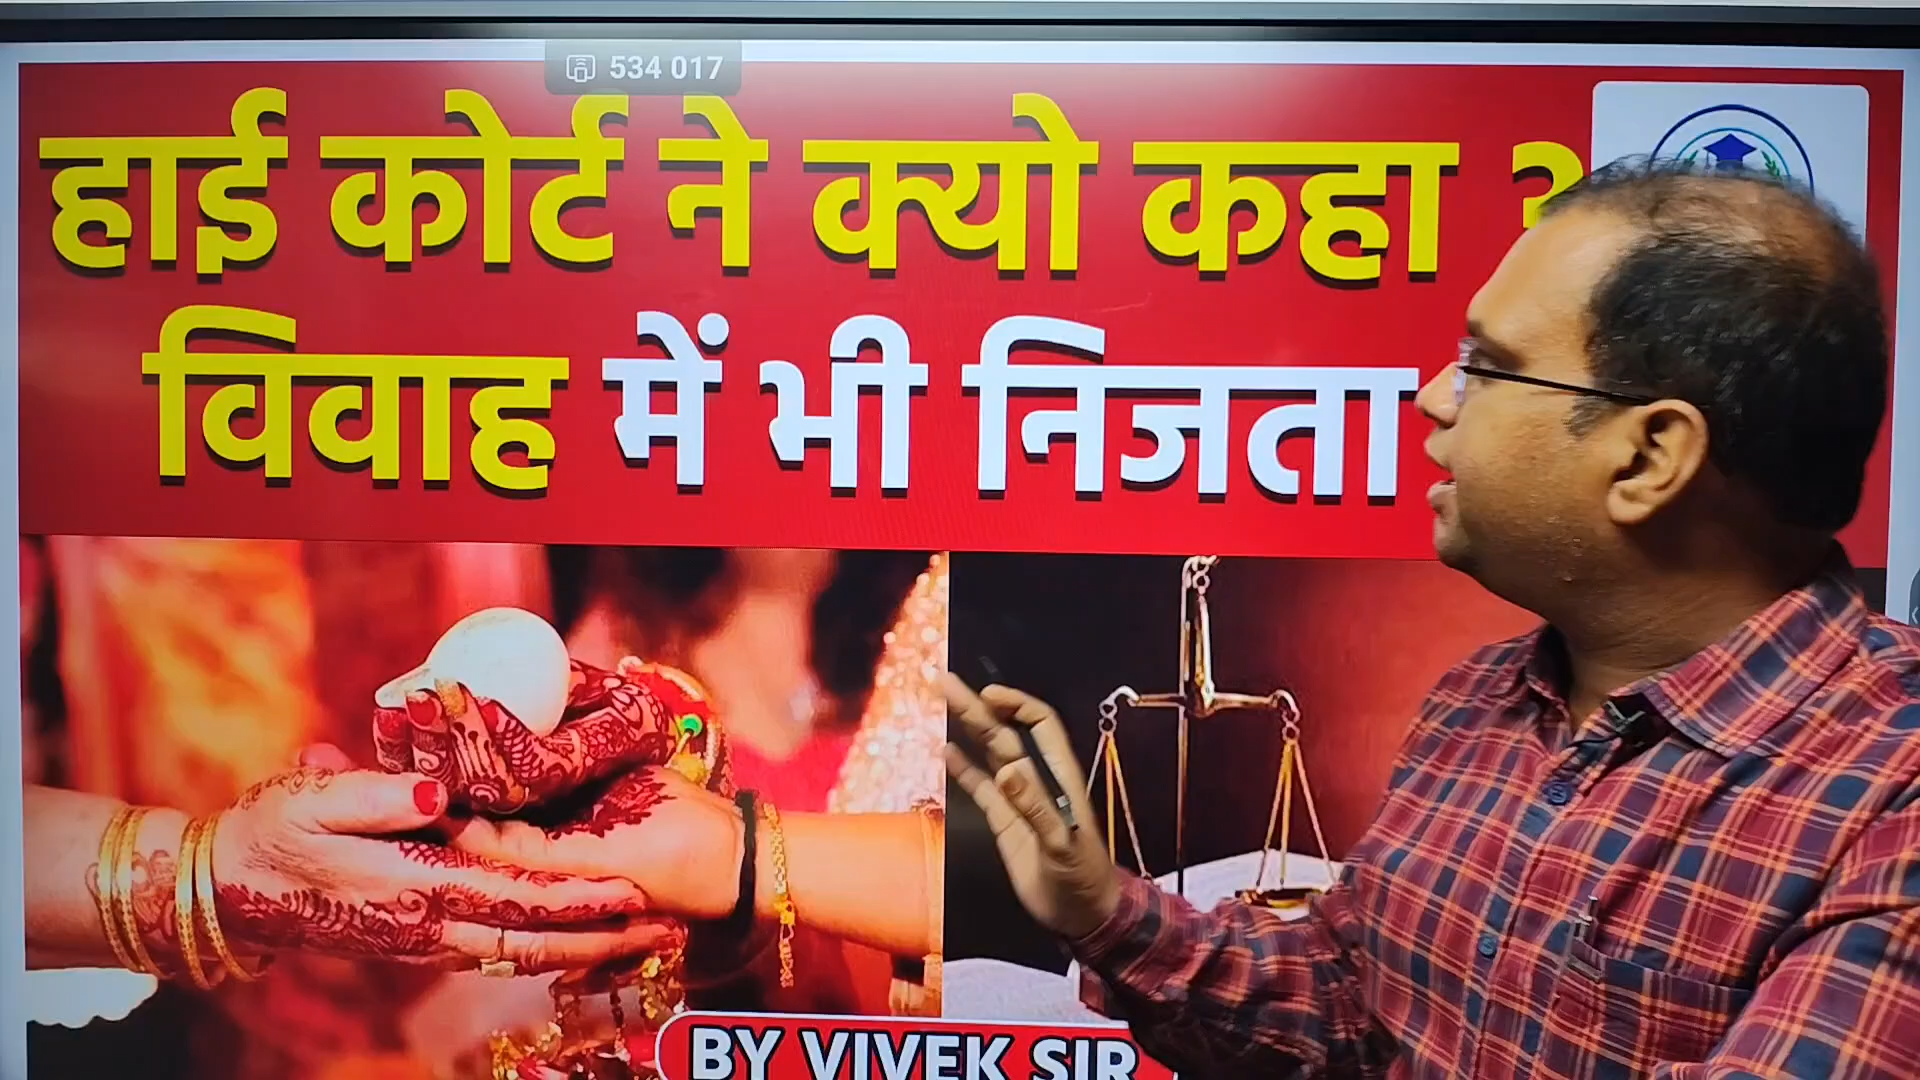 534 017
हाई कोर्ट ने क्यो कहा ?
विवाह में भी निजता
BY VIVEK SIR